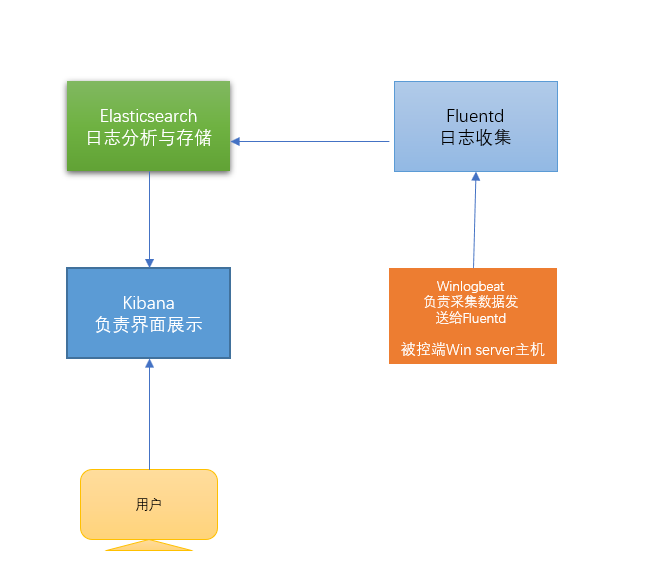 Elasticsearch
日志分析与存储
Fluentd
日志收集
Kibana
负责界面展示
Winlogbeat
负责采集数据发
送给Fluentd
被控端Win server主机
用户